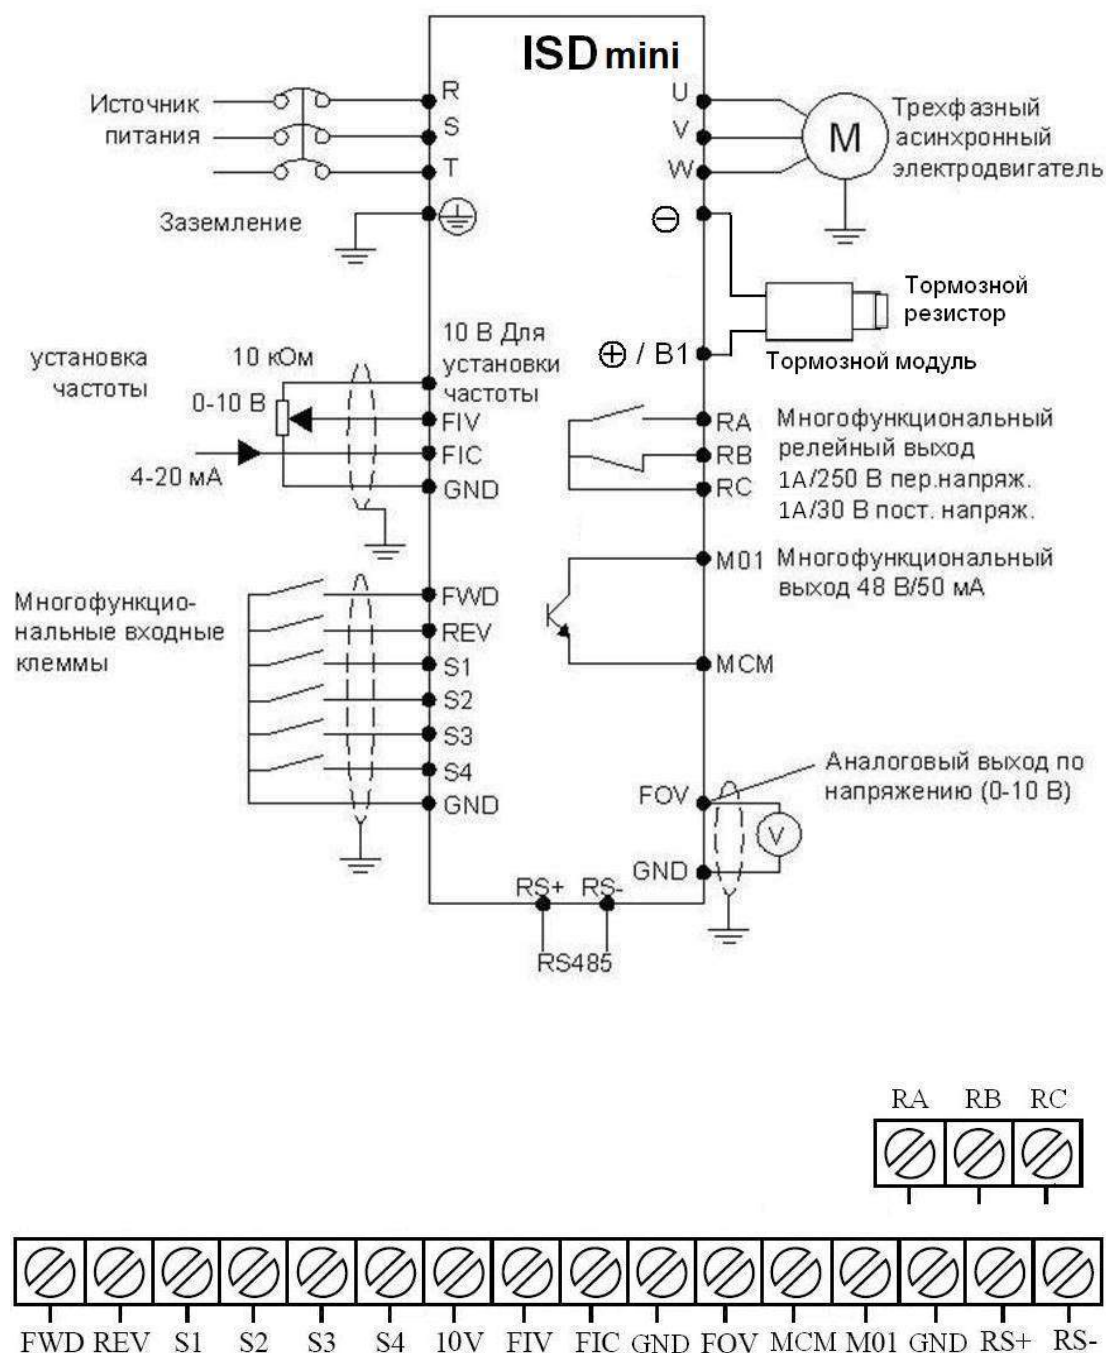 ISD mini
Источник
питания
R
S
T
Заземление
U
V
W
M
Трехфазный
асинхронный
электродвигатель
Тормозной
резистор
Тормозной модуль
/ B1
установка
частоты
10 кОм
0-10 В
4-20 мА
10 В Для
установки
частоты
FIV
FIC
GND
RA
RB
RC
Многофункциональный
релейный выход
1А/250 В пер.напряж.
1А/30 В пост. напряж.
M01
Многофункциональный
выход 48 В/50 мА
MCM
Многофункцио-
нальные входные
клеммы
FWD
REV
S1
S2
S3
S4
GND
FOV
GND
V
Аналоговый выход по
напряжению (0-10 В)
RS+ RS-
RS485
RA RB RC
FWD REV S1 S2 S3 S4 10V FIV FIC GND FOV MCM M01 GND RS+ RS-